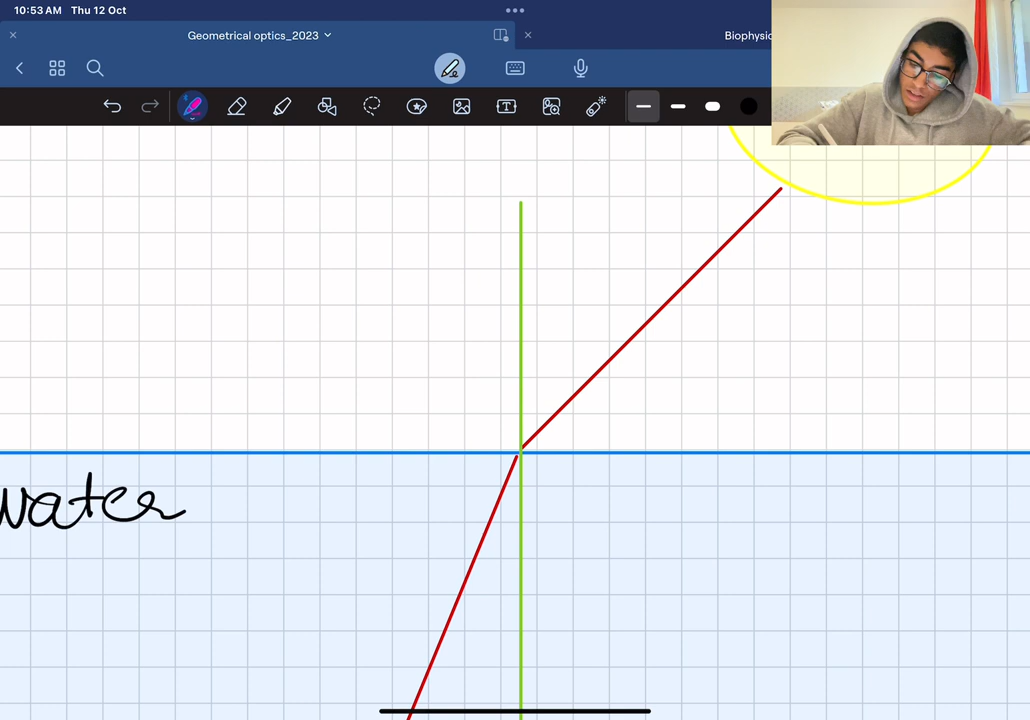 10:53 AM Thu 12 Oct
Geometrical optics_2023
Biophysic
T
water